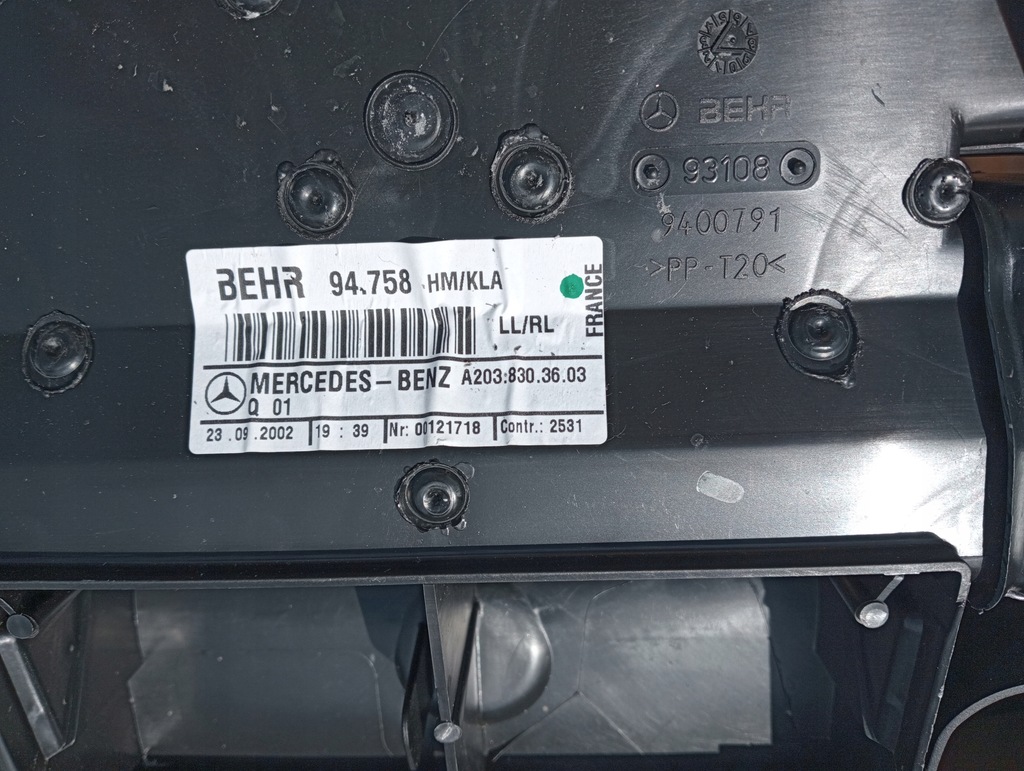 BEHR
93108
9400791
>PP-T20<
BEHR 94.758 HM/KLA
FRANCE
LL/RL
MERCEDES-BENZ A203.830.36.03
Q 01
23.09.2002 19:39 Nr: 00121718 Contr.: 2531